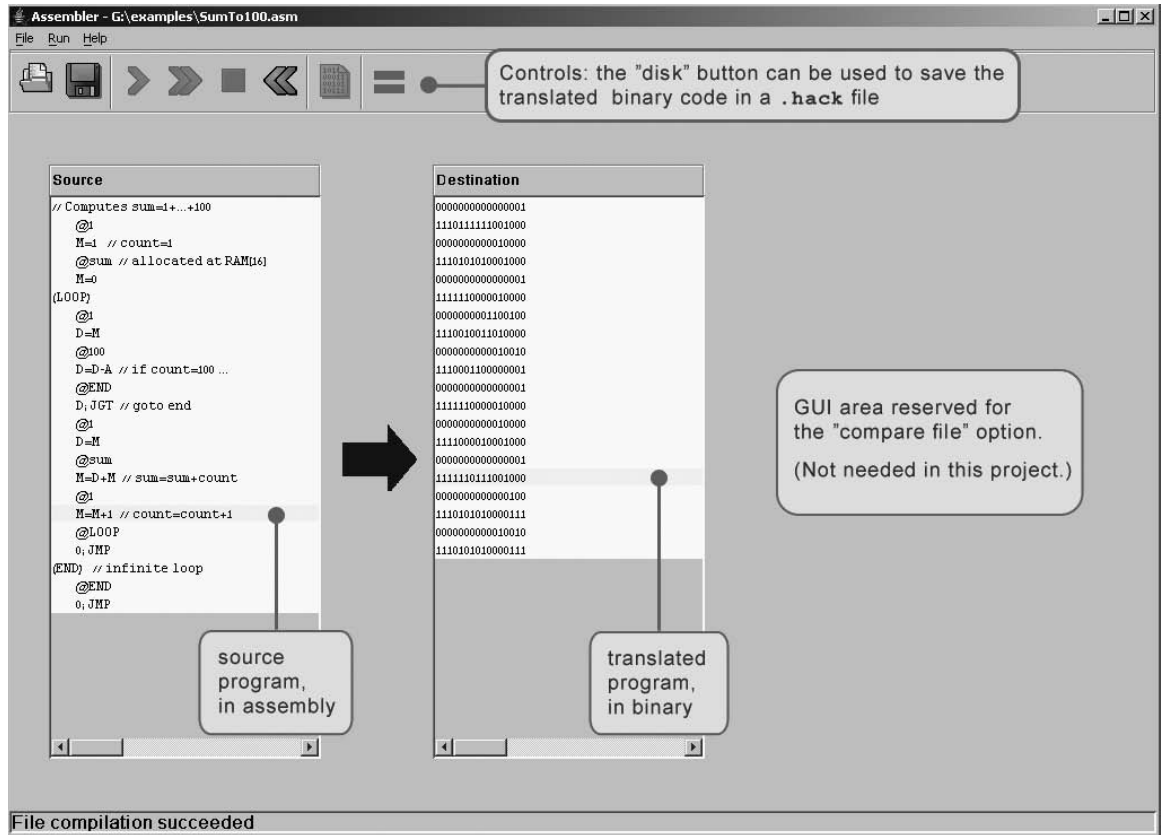 Assembler - G:\examples\SumTo100.asm
File Run Help
Controls: the "disk" button can be used to save the
translated binary code in a .hack file
Source
// Computes sum=1+...+100
@1
M=1 // count=1
@sum // allocated at RAM[16]
M=0
(LOOP)
@1
D=M
@100
D=D-A // if count=100 ...
@END
D; JGT // goto end
@1
D=M
@sum
M=D+M // sum=sum+count
@1
M=M+1 // count=count+1
@LOOP
0; JMP
(END) // infinite loop
@END
0; JMP
source
program,
in assembly
Destination
0000000000000001
1110111111001000
0000000000010000
1110101010001000
0000000000000001
1111110000010000
0000000001100100
1110010011010000
0000000000010010
1110001100000001
0000000000000001
1111110000010000
0000000000010000
1111000010001000
0000000000000001
1111110111001000
0000000000000100
1110101010000111
0000000000010010
1110101010000111
translated
program,
in binary
GUI area reserved for
the "compare file" option.
(Not needed in this project.)
File compilation succeeded